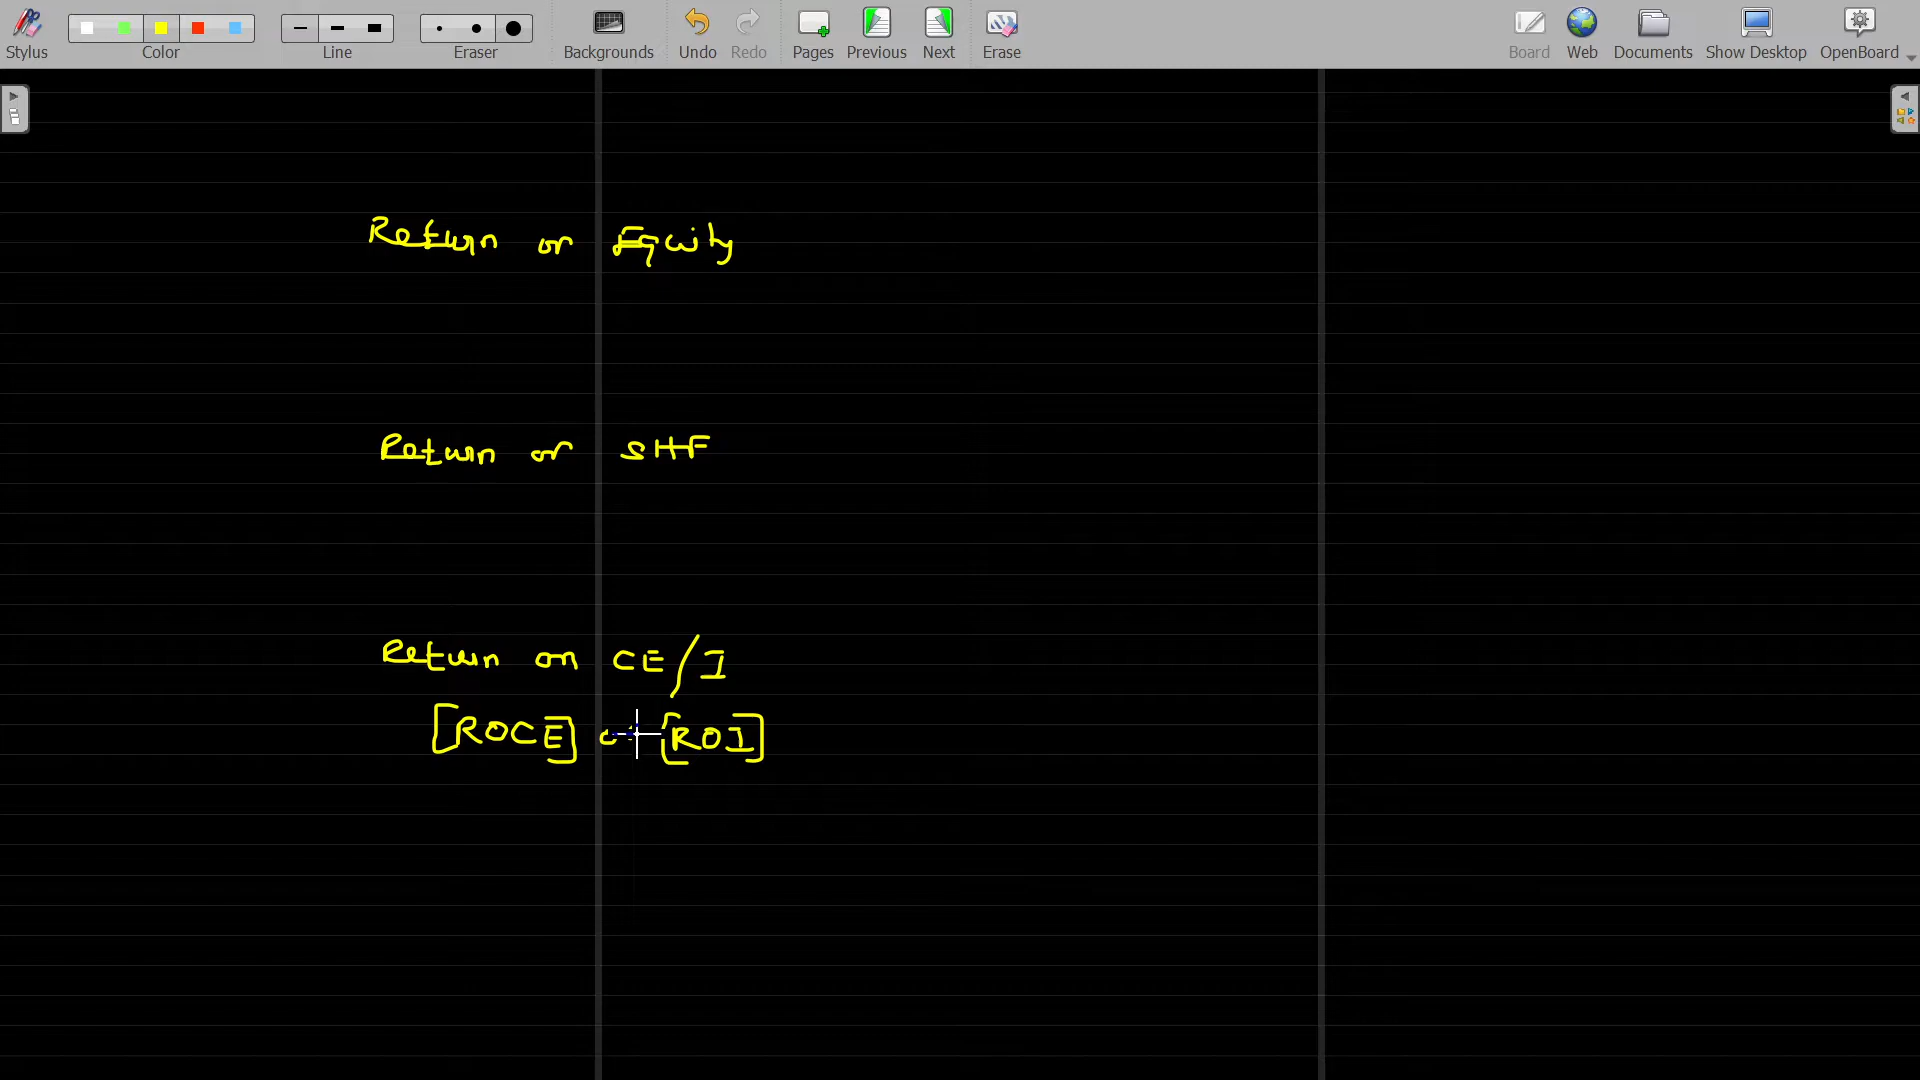 Stylus Color Line Eraser Backgrounds Undo Redo Pages Previous Next Erase Board Web Documents Show Desktop OpenBoard
Return on Equity
Return on SHF
Return on CE/I
[ROCE] or [ROI]